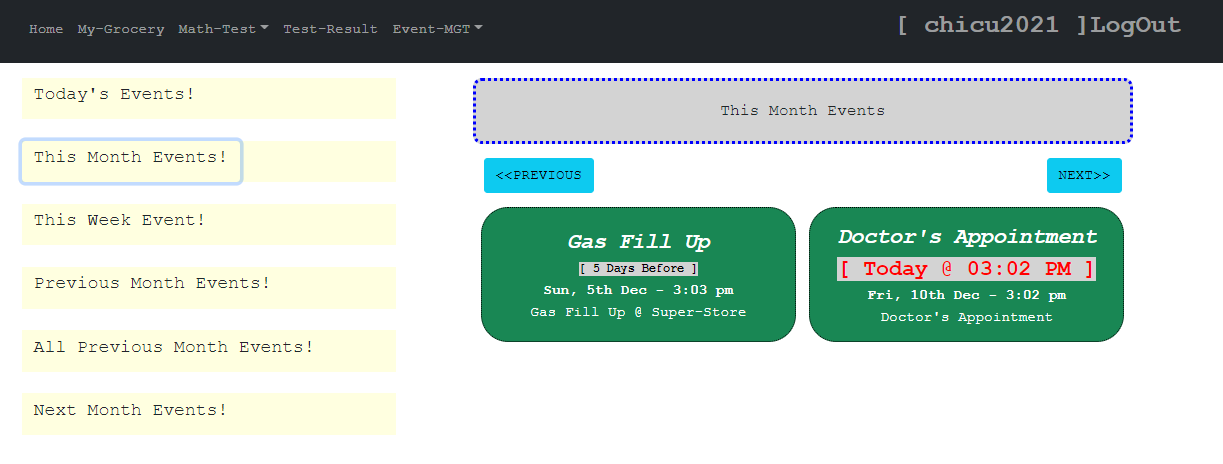 Home My-Grocery Math-Test Test-Result Event-MGT [ chicu2021 ]LogOut
Today's Events!
This Month Events!
This Week Event!
Previous Month Events!
All Previous Month Events!
Next Month Events!
This Month Events
<<PREVIOUS NEXT>>
Gas Fill Up
[ 5 Days Before ]
Sun, 5th Dec - 3:03 pm
Gas Fill Up @ Super-Store
Doctor's Appointment
[ Today @ 03:02 PM ]
Fri, 10th Dec - 3:02 pm
Doctor's Appointment